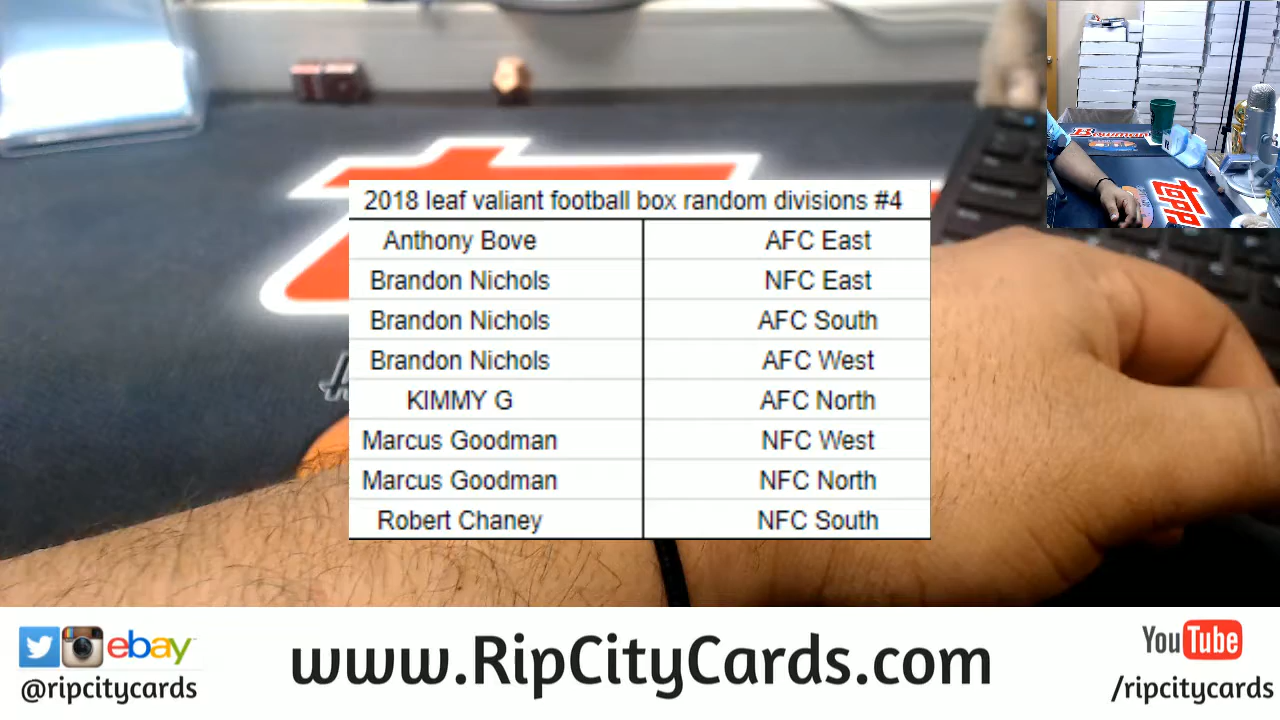 2018 leaf valiant football box random divisions #4
Anthony Bove AFC East
Brandon Nichols NFC East
Brandon Nichols AFC South
Brandon Nichols AFC West
KIMMY G AFC North
Marcus Goodman NFC West
Marcus Goodman NFC North
Robert Chaney NFC South
ebay
@ripcitycards
www.RipCityCards.com
YouTube
/ripcitycards